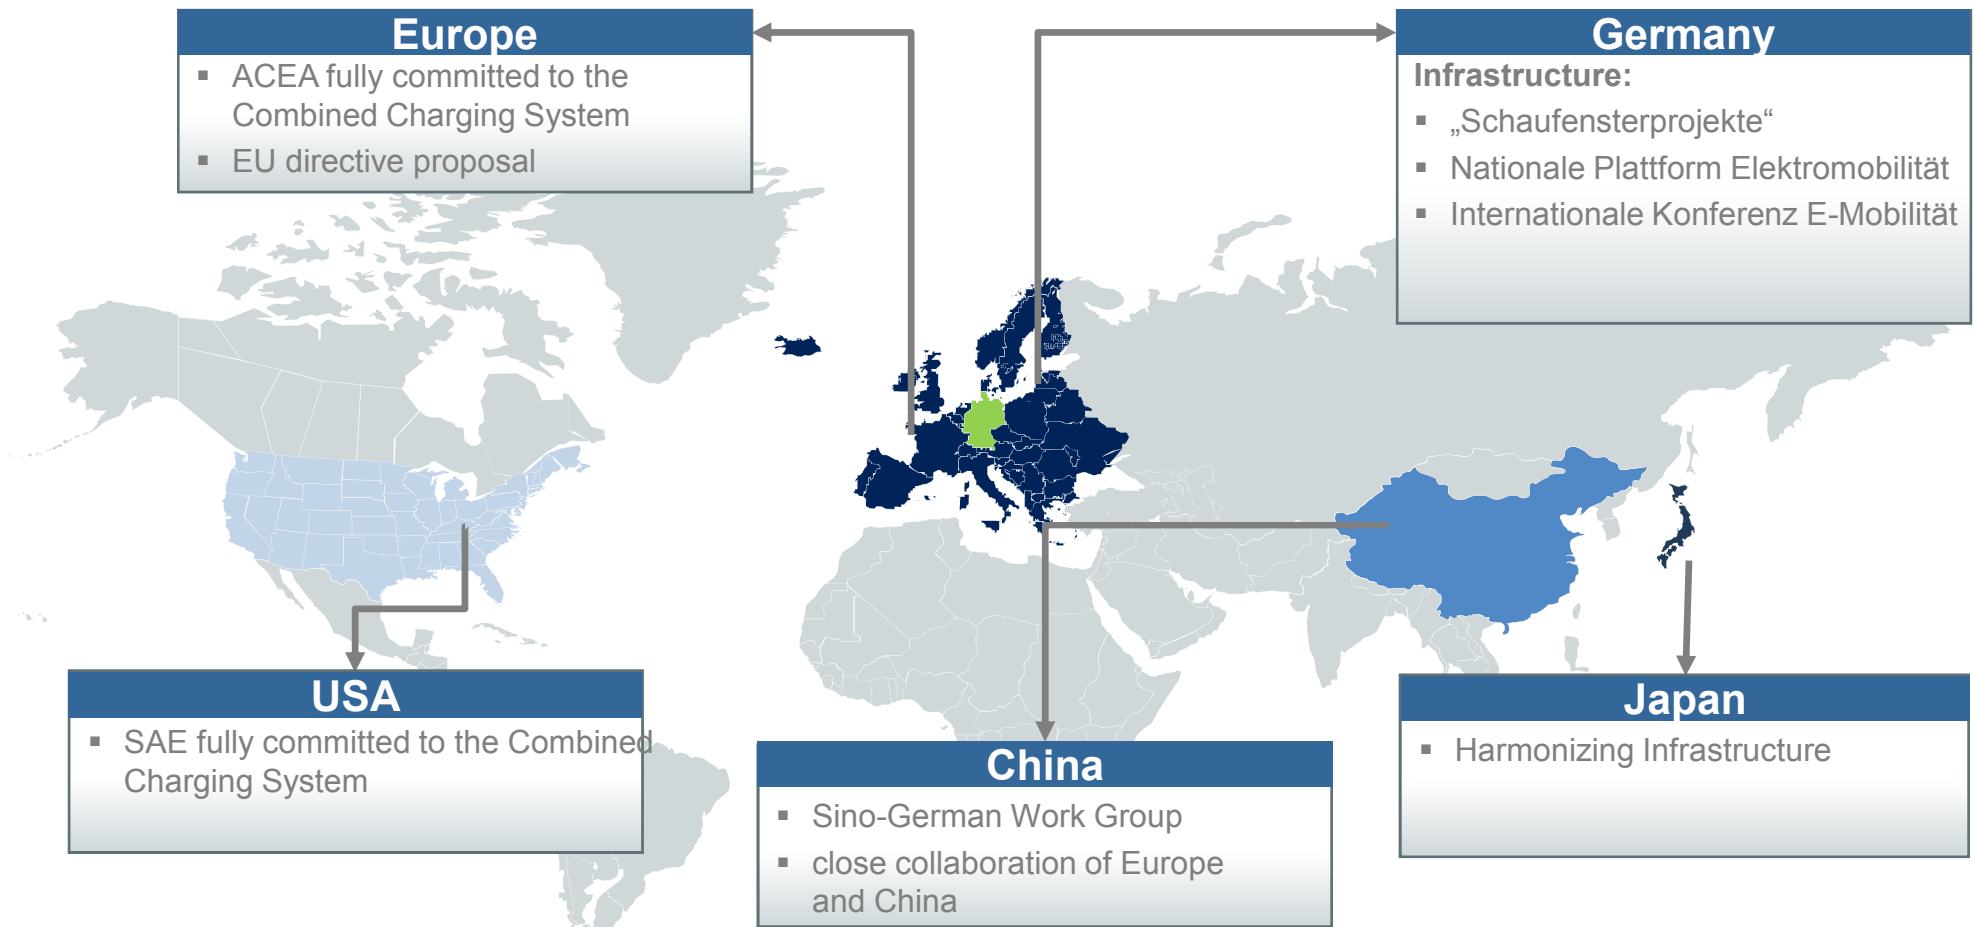 Europe
▪ ACEA fully committed to the
Combined Charging System
▪ EU directive proposal
Germany
Infrastructure:
▪ „Schaufensterprojekte“
▪ Nationale Plattform Elektromobilität
▪ Internationale Konferenz E-Mobilität
USA
▪ SAE fully committed to the Combined
Charging System
China
▪ Sino-German Work Group
▪ close collaboration of Europe
and China
Japan
▪ Harmonizing Infrastructure